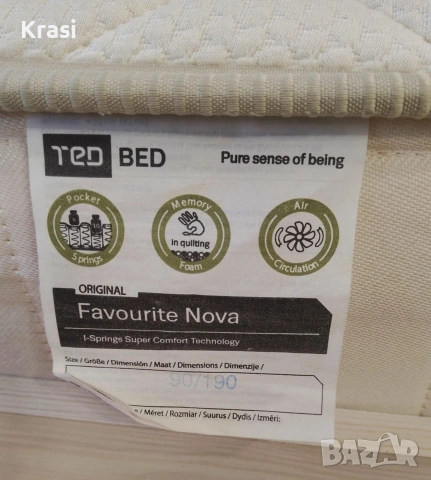 Krasi
TED BED
Pure sense of being
Pocket
Springs
Memory
in quilting
Foam
Air
Circulation
ORIGINAL
Favourite Nova
I-Springs Super Comfort Technology
Size / Größe / Dimensión / Maat / Dimensions / Dimenzije /
90/190
/ Méret / Rozmiar / Suurus / Dydis / Izmēri:
BAZAR